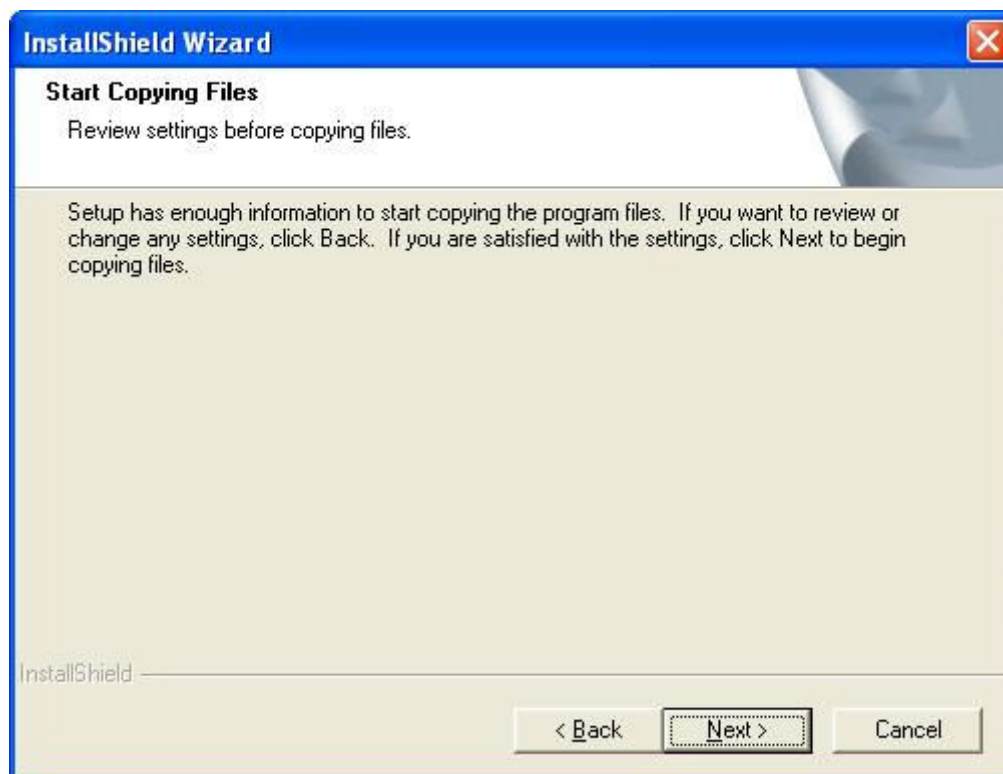 InstallShield Wizard
Start Copying Files
Review settings before copying files.
Setup has enough information to start copying the program files.  If you want to review or
change any settings, click Back.  If you are satisfied with the settings, click Next to begin
copying files.
InstallShield
< Back Next > Cancel